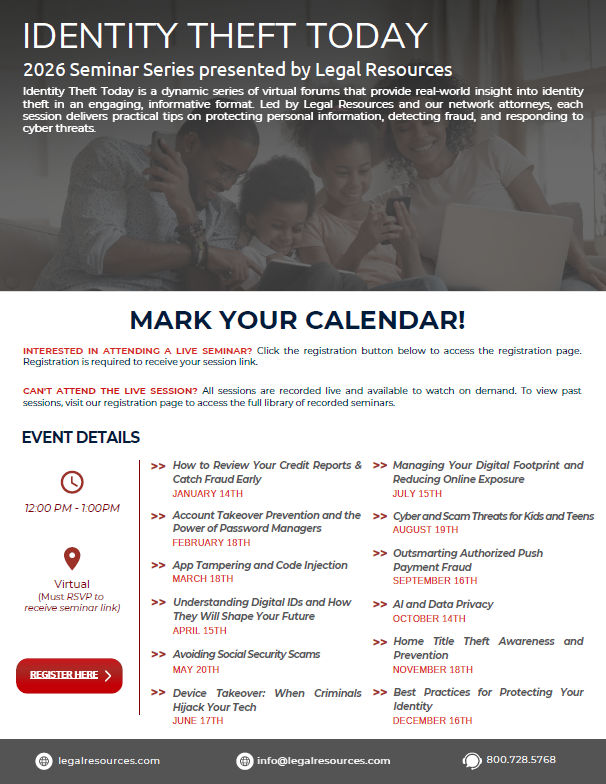 IDENTITY THEFT TODAY
2026 Seminar Series presented by Legal Resources
Identity Theft Today is a dynamic series of virtual forums that provide real-world insight into identity
theft in an engaging, informative format. Led by Legal Resources and our network attorneys, each
session delivers practical tips on protecting personal information, detecting fraud, and responding to
cyber threats.
MARK YOUR CALENDAR!
INTERESTED IN ATTENDING A LIVE SEMINAR? Click the registration button below to access the registration page.
Registration is required to receive your session link.
CAN'T ATTEND THE LIVE SESSION? All sessions are recorded live and available to watch on demand. To view past
sessions, visit our registration page to access the full library of recorded seminars.
EVENT DETAILS
12:00 PM - 1:00PM
Virtual
(Must RSVP to
receive seminar link)
REGISTER HERE
>> How to Review Your Credit Reports &
Catch Fraud Early
JANUARY 14TH
>> Account Takeover Prevention and the
Power of Password Managers
FEBRUARY 18TH
>> App Tampering and Code Injection
MARCH 18TH
>> Understanding Digital IDs and How
They Will Shape Your Future
APRIL 15TH
>> Avoiding Social Security Scams
MAY 20TH
>> Device Takeover: When Criminals
Hijack Your Tech
JUNE 17TH
>> Managing Your Digital Footprint and
Reducing Online Exposure
JULY 15TH
>> Cyber and Scam Threats for Kids and Teens
AUGUST 19TH
>> Outsmarting Authorized Push
Payment Fraud
SEPTEMBER 16TH
>> AI and Data Privacy
OCTOBER 14TH
>> Home Title Theft Awareness and
Prevention
NOVEMBER 18TH
>> Best Practices for Protecting Your
Identity
DECEMBER 16TH
legalresources.com
info@legalresources.com
800.728.5768